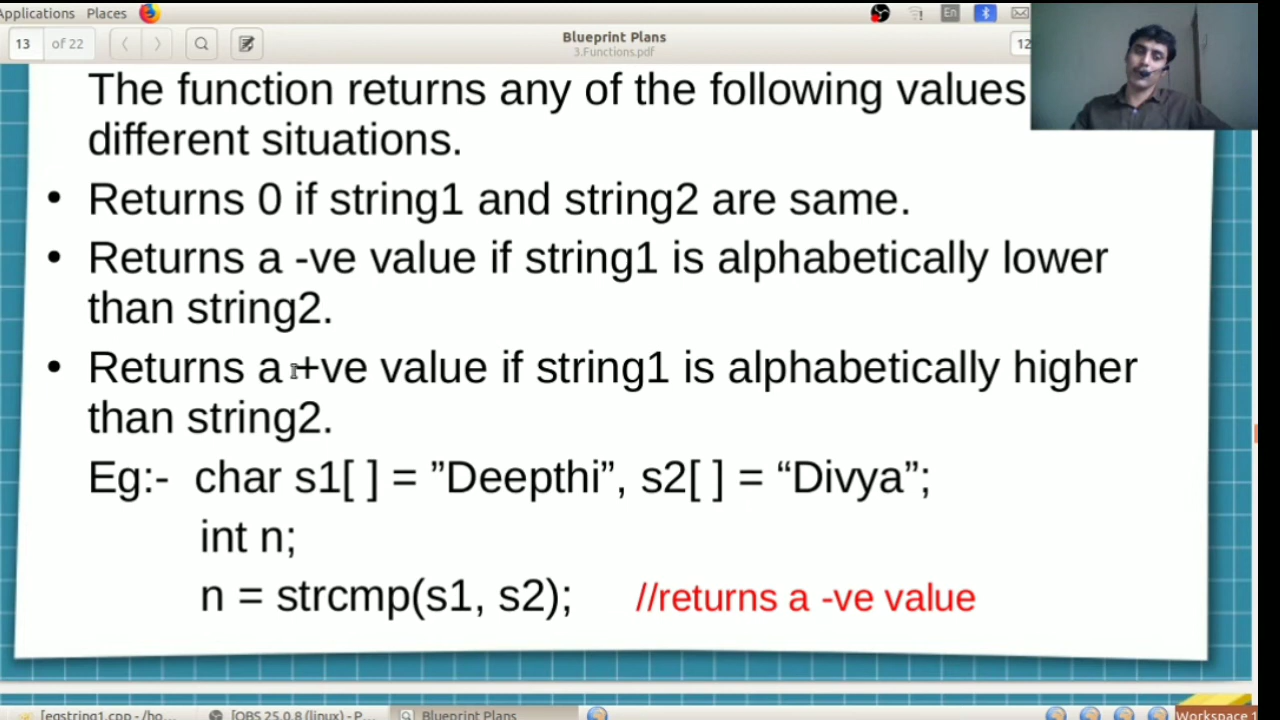 Applications Places En
13 of 22 Blueprint Plans 3.Functions.pdf 12
The function returns any of the following values
different situations.
• Returns 0 if string1 and string2 are same.
• Returns a -ve value if string1 is alphabetically lower
than string2.
• Returns a +ve value if string1 is alphabetically higher
than string2.
Eg:- char s1[ ] = ”Deepthi”, s2[ ] = “Divya”;
int n;
n = strcmp(s1, s2); //returns a -ve value
[egstring1.cpp - /ho... [OBS 25.0.8 (linux) - P... Blueprint Plans Workspace 1